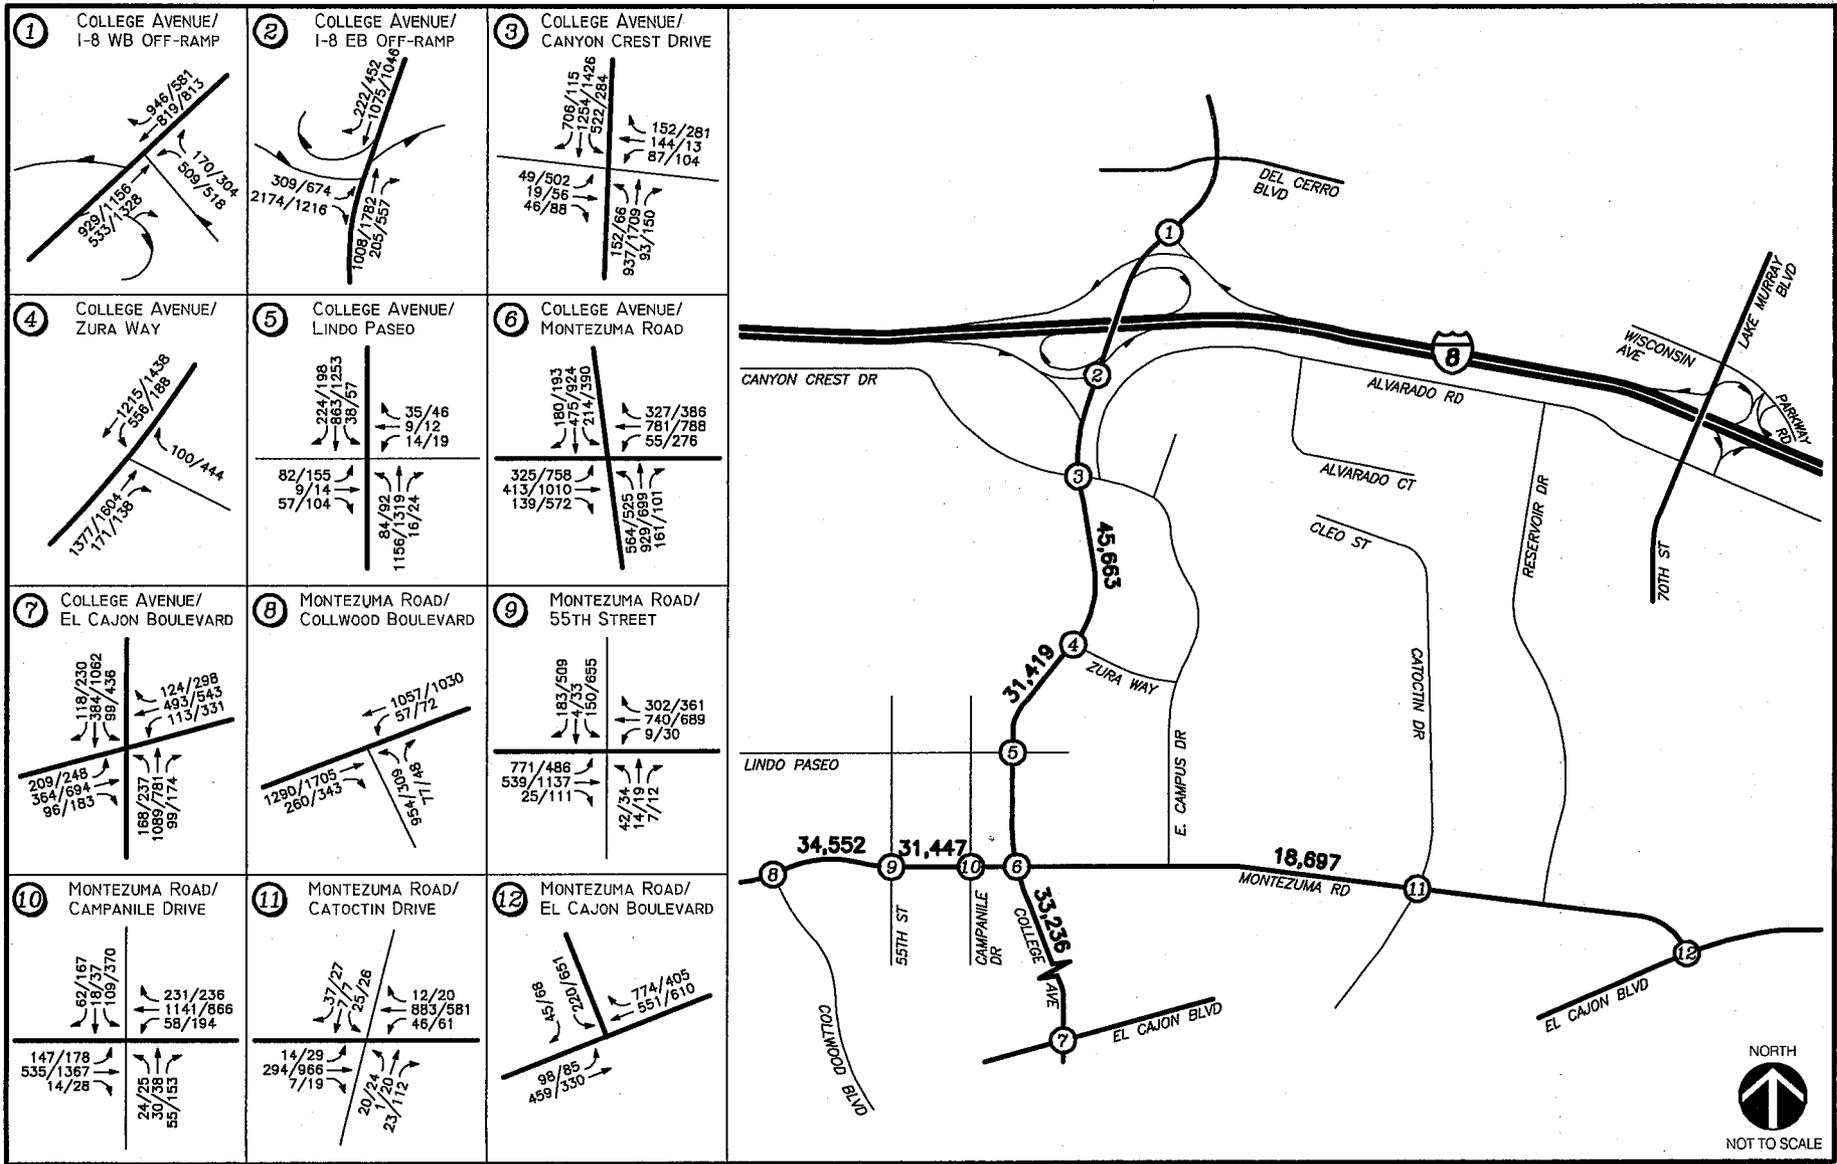 1
COLLEGE AVENUE/
I-8 WB OFF-RAMP
946/581
819/813
170/304
509/518
929/1156
533/1328
2
COLLEGE AVENUE/
I-8 EB OFF-RAMP
222/452
1075/1046
309/674
2174/1216
1008/1782
205/557
3
COLLEGE AVENUE/
CANYON CREST DRIVE
706/115
1254/1426
522/284
152/281
144/13
87/104
49/502
19/56
46/88
152/66
937/1709
93/150
4
COLLEGE AVENUE/
ZURA WAY
1215/1438
556/188
100/444
1377/1604
171/138
5
COLLEGE AVENUE/
LINDO PASEO
224/198
863/1253
38/57
35/46
9/12
14/19
82/155
9/14
57/104
84/92
1156/1319
16/24
6
COLLEGE AVENUE/
MONTEZUMA ROAD
180/193
475/924
214/390
327/386
781/788
55/276
325/758
413/1010
139/572
564/525
929/699
161/101
7
COLLEGE AVENUE/
EL CAJON BOULEVARD
118/230
384/1062
99/436
124/298
493/543
113/331
209/248
364/694
96/183
168/237
1089/781
99/174
8
MONTEZUMA ROAD/
COLLWOOD BOULEVARD
1057/1030
57/72
1290/1705
260/343
954/309
77/48
9
MONTEZUMA ROAD/
55TH STREET
183/509
4/33
150/655
302/361
740/689
9/30
771/486
539/1137
25/111
42/34
14/19
7/12
10
MONTEZUMA ROAD/
CAMPANILE DRIVE
62/167
18/37
109/370
231/236
1141/866
58/194
147/178
535/1367
14/28
24/25
30/38
55/153
11
MONTEZUMA ROAD/
CATOCTIN DRIVE
37/27
7/7
25/26
12/20
883/581
46/61
14/29
294/966
7/19
20/24
1/20
23/112
12
MONTEZUMA ROAD/
EL CAJON BOULEVARD
45/68
220/651
774/405
551/610
98/85
459/330
DEL CERRO
BLVD
1
LAKE MURRAY
BLVD
WISCONSIN
AVE
8
PARKWAY
RD
2
CANYON CREST DR
ALVARADO RD
3
ALVARADO CT
RESERVOIR DR
CLEO ST
70TH ST
45,663
4
ZURA WAY
31,419
CATOCTIN DR
5
LINDO PASEO
E. CAMPUS DR
34,552
31,447
18,697
8
9
10
6
MONTEZUMA RD
11
33,236
55TH ST
CAMPANILE
DR
COLLEGE
AVE
12
EL CAJON BLVD
7
EL CAJON BLVD
COLLWOOD BLVD
NORTH
NOT TO SCALE